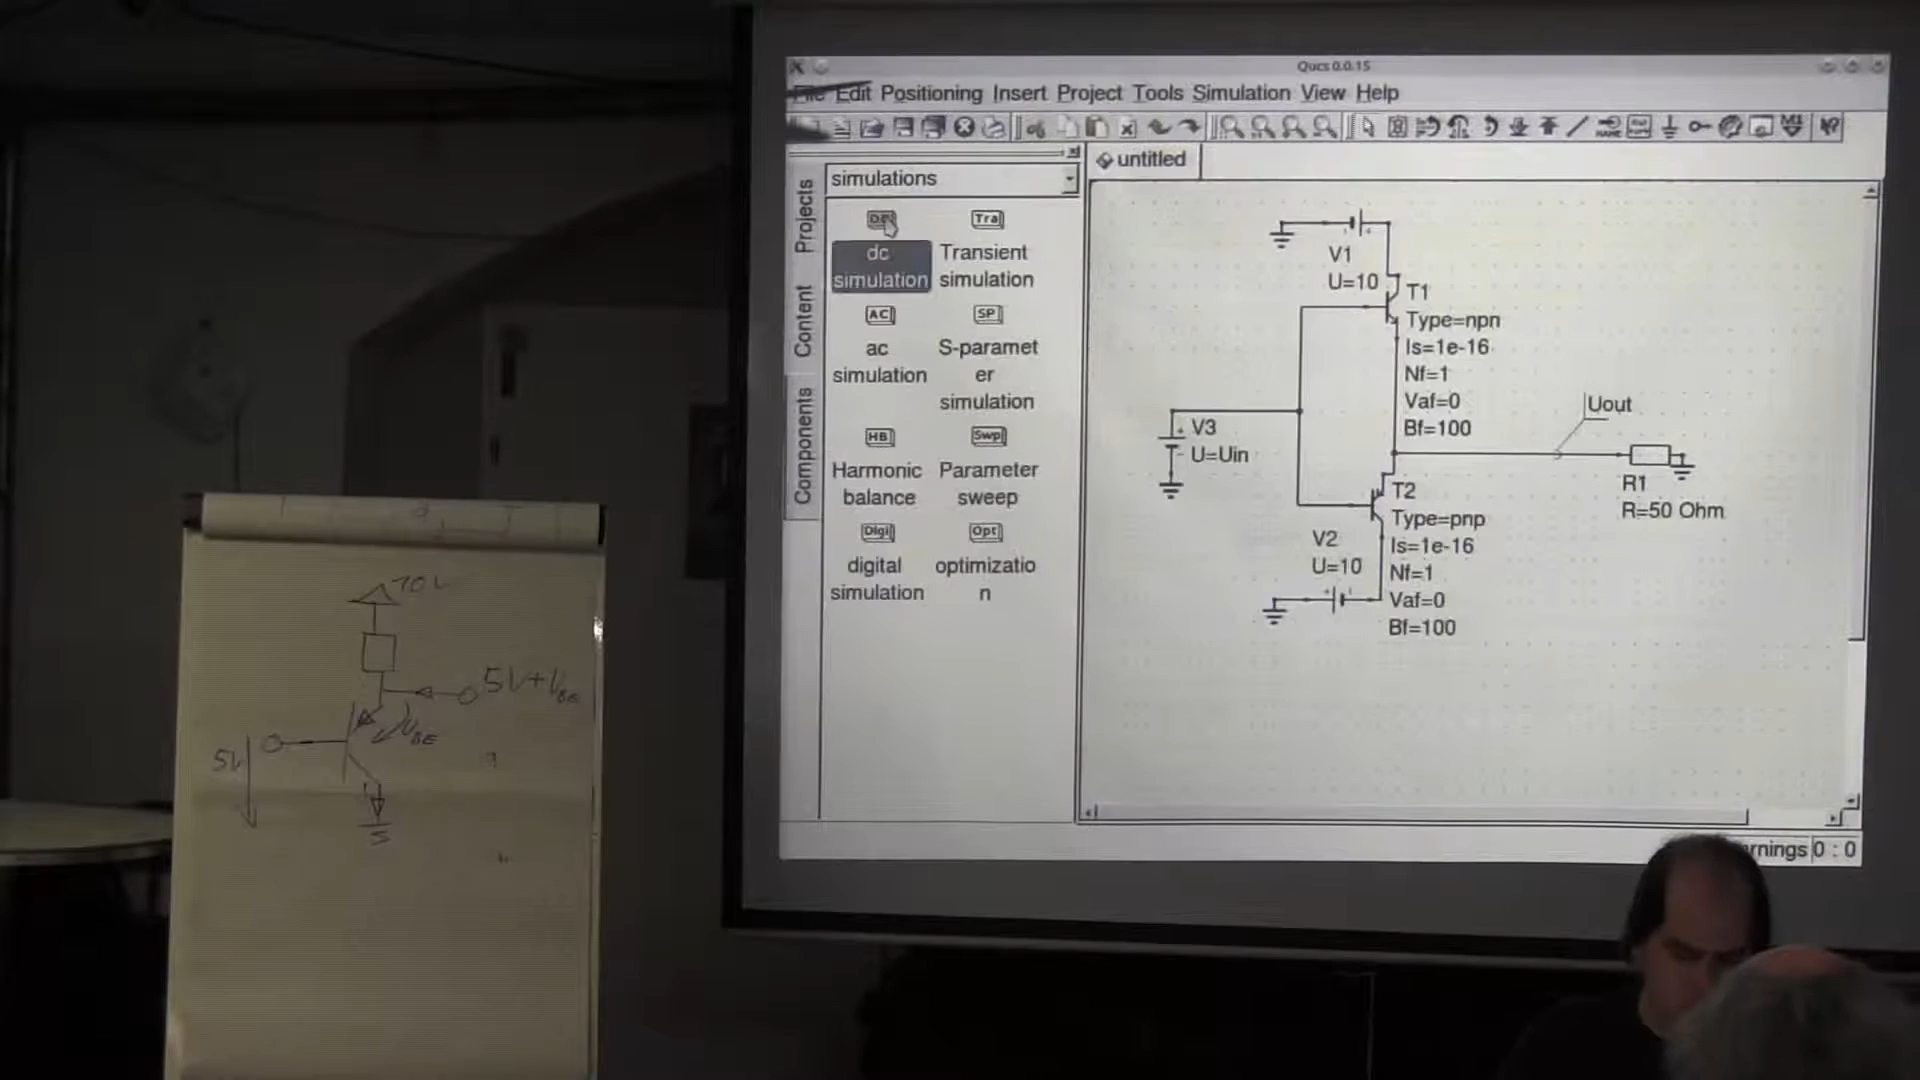 Qucs 0.0.15
File Edit Positioning Insert Project Tools Simulation View Help
untitled
Projects
Content
Components
simulations
dc simulation
Tra
Transient simulation
AC
ac simulation
SP
S-paramet
er
simulation
HB
Harmonic balance
Swp
Parameter sweep
Digi
digital simulation
Opt
optimizatio
n
V1
U=10
T1
Type=npn
Is=1e-16
Nf=1
Vaf=0
Bf=100
V3
U=Uin
Uout
R1
R=50 Ohm
T2
Type=pnp
Is=1e-16
Nf=1
Vaf=0
Bf=100
V2
U=10
rnings 0 : 0
10V
5V+UBE
UBE
5V